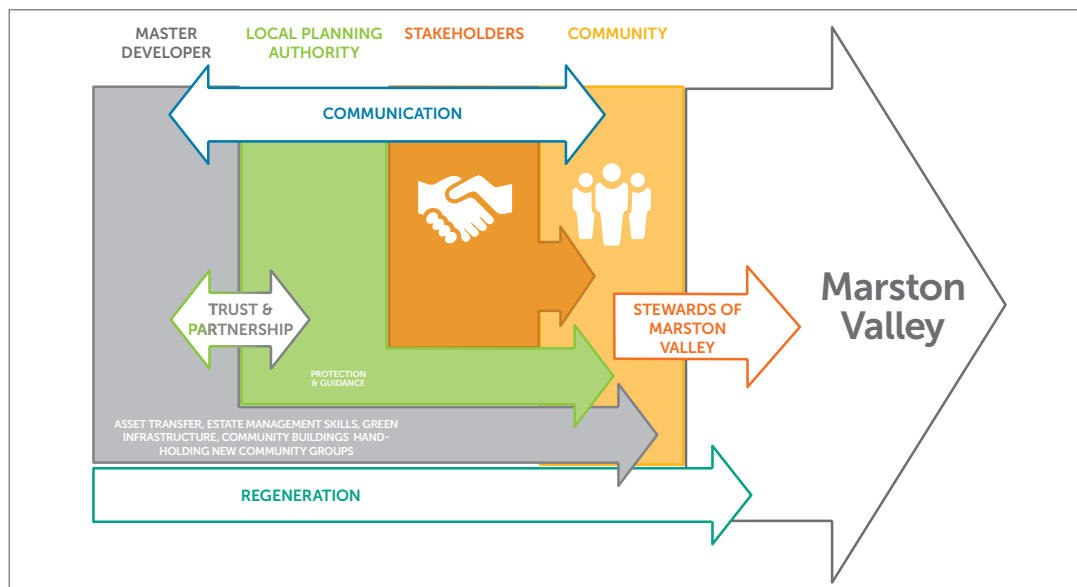 MASTER
DEVELOPER
LOCAL PLANNING
AUTHORITY
STAKEHOLDERS
COMMUNITY
COMMUNICATION
TRUST &
PARTNERSHIP
STEWARDS OF
MARSTON
VALLEY
Marston
Valley
PROTECTION
& GUIDANCE
ASSET TRANSFER, ESTATE MANAGEMENT SKILLS, GREEN
INFRASTRUCTURE, COMMUNITY BUILDINGS HAND-
HOLDING NEW COMMUNITY GROUPS
REGENERATION